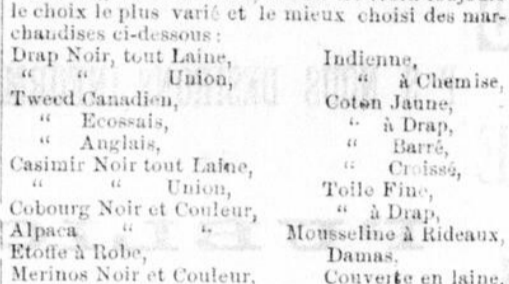 le choix le plus varié et le mieux choisi des mar-
chandises ci-dessous :
Drap Noir, tout Laine,
“ “ Union,
Tweed Canadien,
“ Ecossais,
“ Anglais,
Casimir Noir tout Laine,
“ “ Union,
Cobourg Noir et Couleur,
Alpaca “ “
Etoffe à Robe,
Merinos Noir et Couleur,
Indienne,
“ à Chemise,
Coton Jaune,
“ à Drap,
“ Barré,
“ Croissé,
Toile Fine,
“ à Drap,
Mousseline à Rideaux,
Damas,
Couverte en laine,